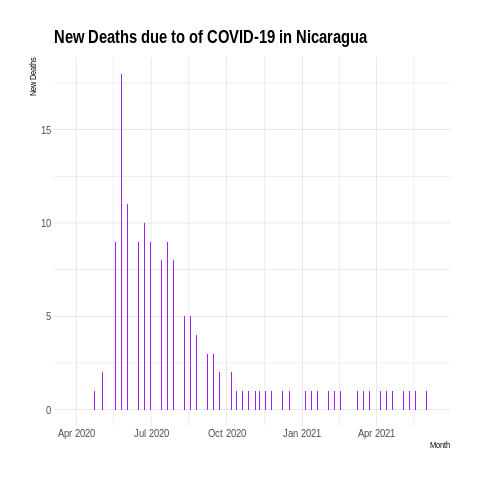 New Deaths due to of COVID-19 in Nicaragua
New Deaths
15
10
5
0
Apr 2020 Jul 2020 Oct 2020 Jan 2021 Apr 2021
Month